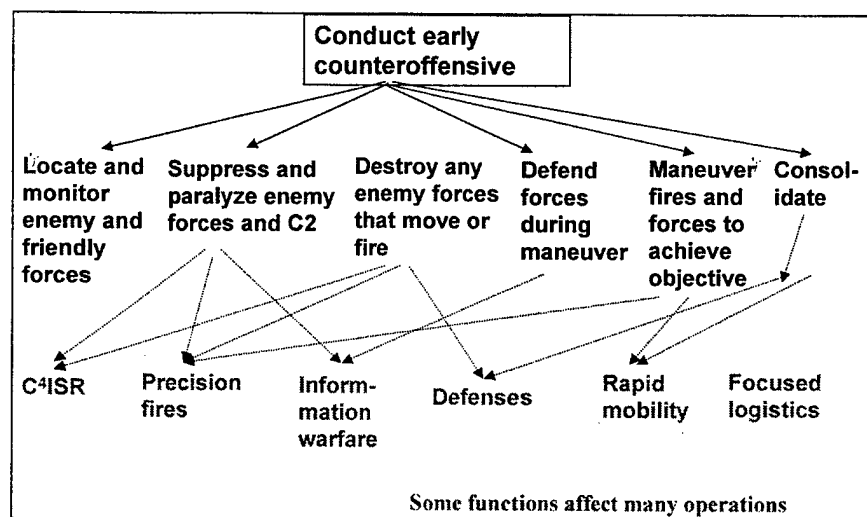 Conduct early
counteroffensive
Locate and
monitor
enemy and
friendly
forces
Suppress and
paralyze enemy
forces and C2
Destroy any
enemy forces
that move or
fire
Defend
forces
during
maneuver
Maneuver
fires and
forces to
achieve
objective
Consol-
idate
C⁴ISR
Precision
fires
Inform-
mation
warfare
Defenses
Rapid
mobility
Focused
logistics
Some functions affect many operations